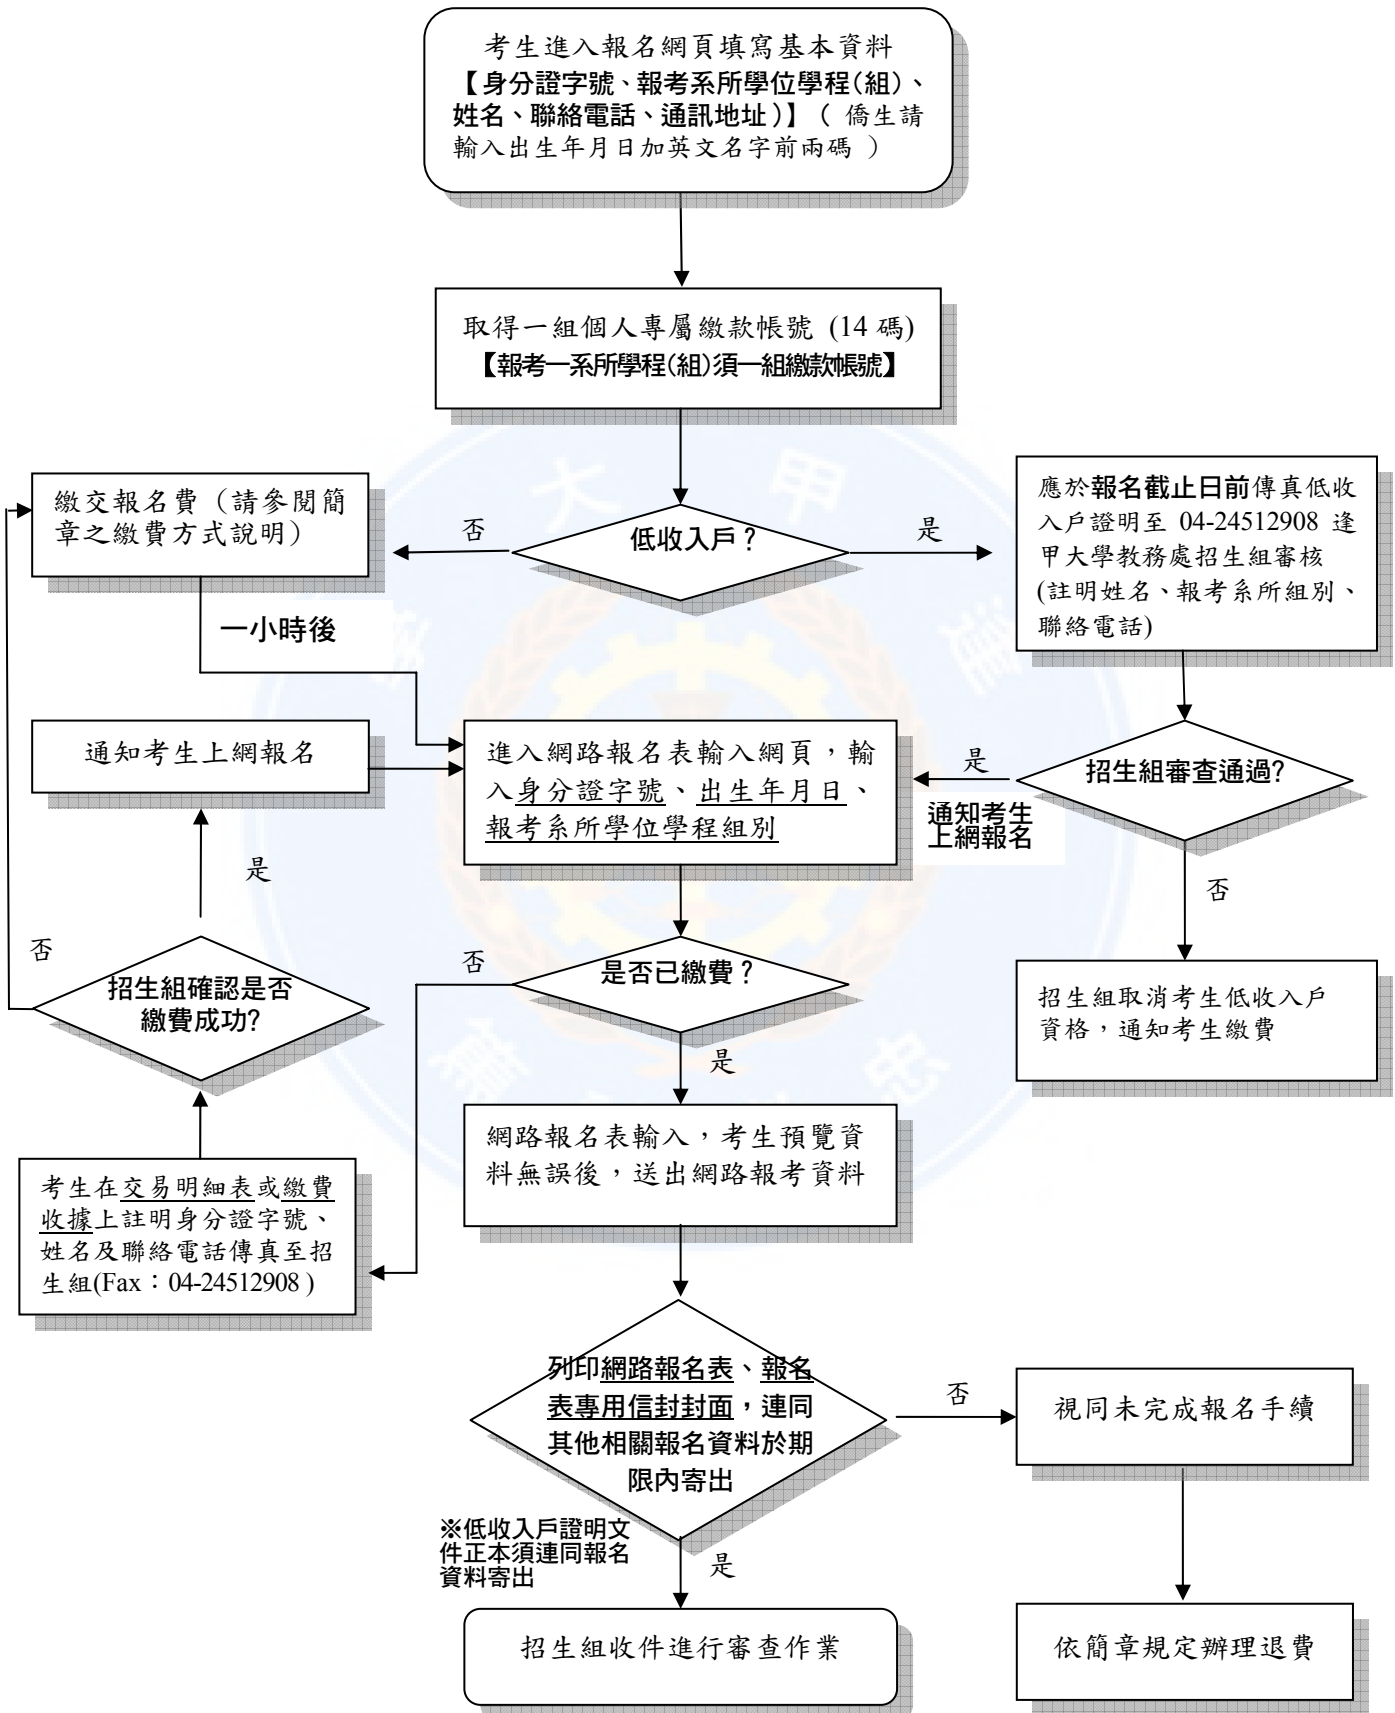 考生進入報名網頁填寫基本資料
【身分證字號、報考系所學位學程(組)、
姓名、聯絡電話、通訊地址)】（ 僑生請
輸入出生年月日加英文名字前兩碼 ）
取得一組個人專屬繳款帳號 (14 碼)
【報考一系所學程(組)須一組繳款帳號】
繳交報名費（請參閱簡
章之繳費方式說明）
否
低收入戶？
是
應於報名截止日前傳真低收
入戶證明至 04-24512908 逢
甲大學教務處招生組審核
(註明姓名、報考系所組別、
聯絡電話)
一小時後
通知考生上網報名
進入網路報名表輸入網頁，輸
入身分證字號、出生年月日、
報考系所學位學程組別
是
通知考生
上網報名
招生組審查通過?
是
否
否
招生組確認是否
繳費成功?
否
是否已繳費？
是
招生組取消考生低收入戶
資格，通知考生繳費
網路報名表輸入，考生預覽資
料無誤後，送出網路報考資料
考生在交易明細表或繳費
收據上註明身分證字號、
姓名及聯絡電話傳真至招
生組(Fax：04-24512908 )
列印網路報名表、報名
表專用信封封面，連同
其他相關報名資料於期
限內寄出
否
視同未完成報名手續
※低收入戶證明文
件正本須連同報名
資料寄出
是
招生組收件進行審查作業
依簡章規定辦理退費